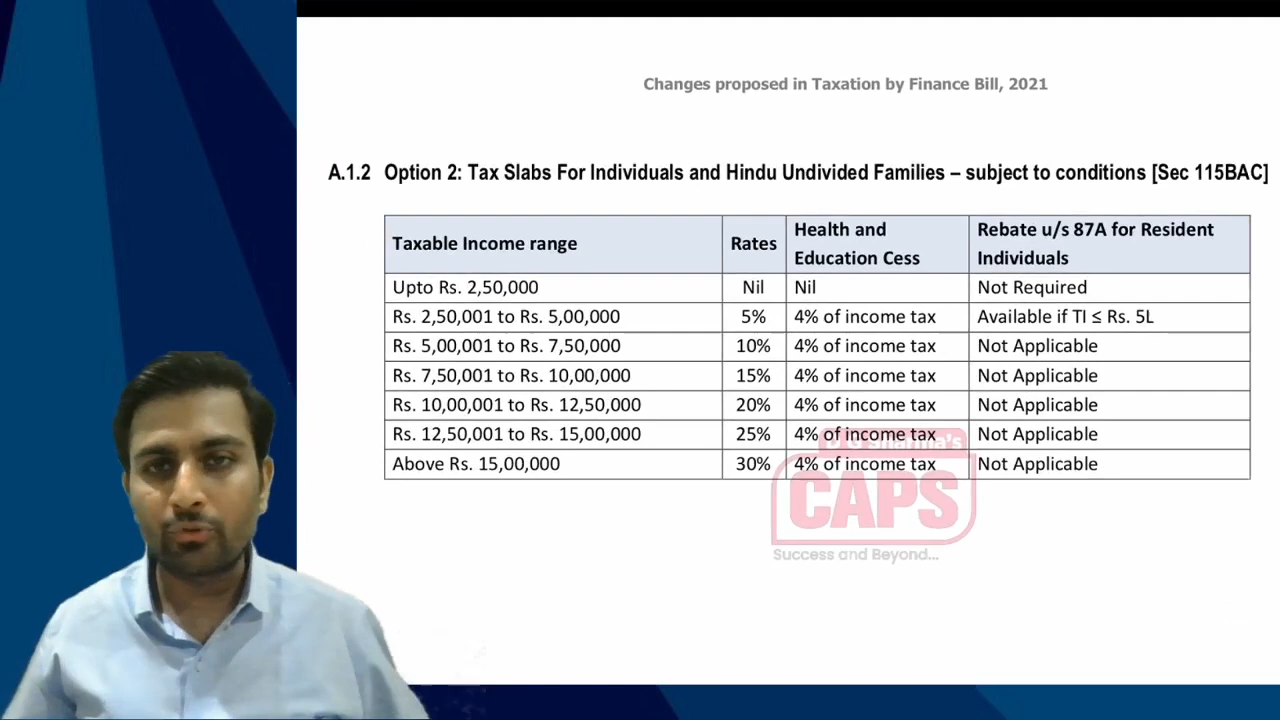 Changes proposed in Taxation by Finance Bill, 2021
A.1.2 Option 2: Tax Slabs For Individuals and Hindu Undivided Families – subject to conditions [Sec 115BAC]
Taxable Income range Rates Health and Education Cess Rebate u/s 87A for Resident Individuals
Upto Rs. 2,50,000 Nil Nil Not Required
Rs. 2,50,001 to Rs. 5,00,000 5% 4% of income tax Available if TI ≤ Rs. 5L
Rs. 5,00,001 to Rs. 7,50,000 10% 4% of income tax Not Applicable
Rs. 7,50,001 to Rs. 10,00,000 15% 4% of income tax Not Applicable
Rs. 10,00,001 to Rs. 12,50,000 20% 4% of income tax Not Applicable
Rs. 12,50,001 to Rs. 15,00,000 25% 4% of income tax Not Applicable
Above Rs. 15,00,000 30% 4% of income tax Not Applicable
D G Sharma's
CAPS
Success and Beyond...